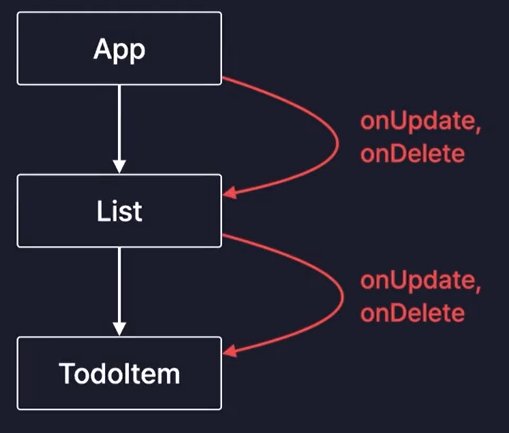 App
onUpdate,
onDelete
List
onUpdate,
onDelete
TodoItem